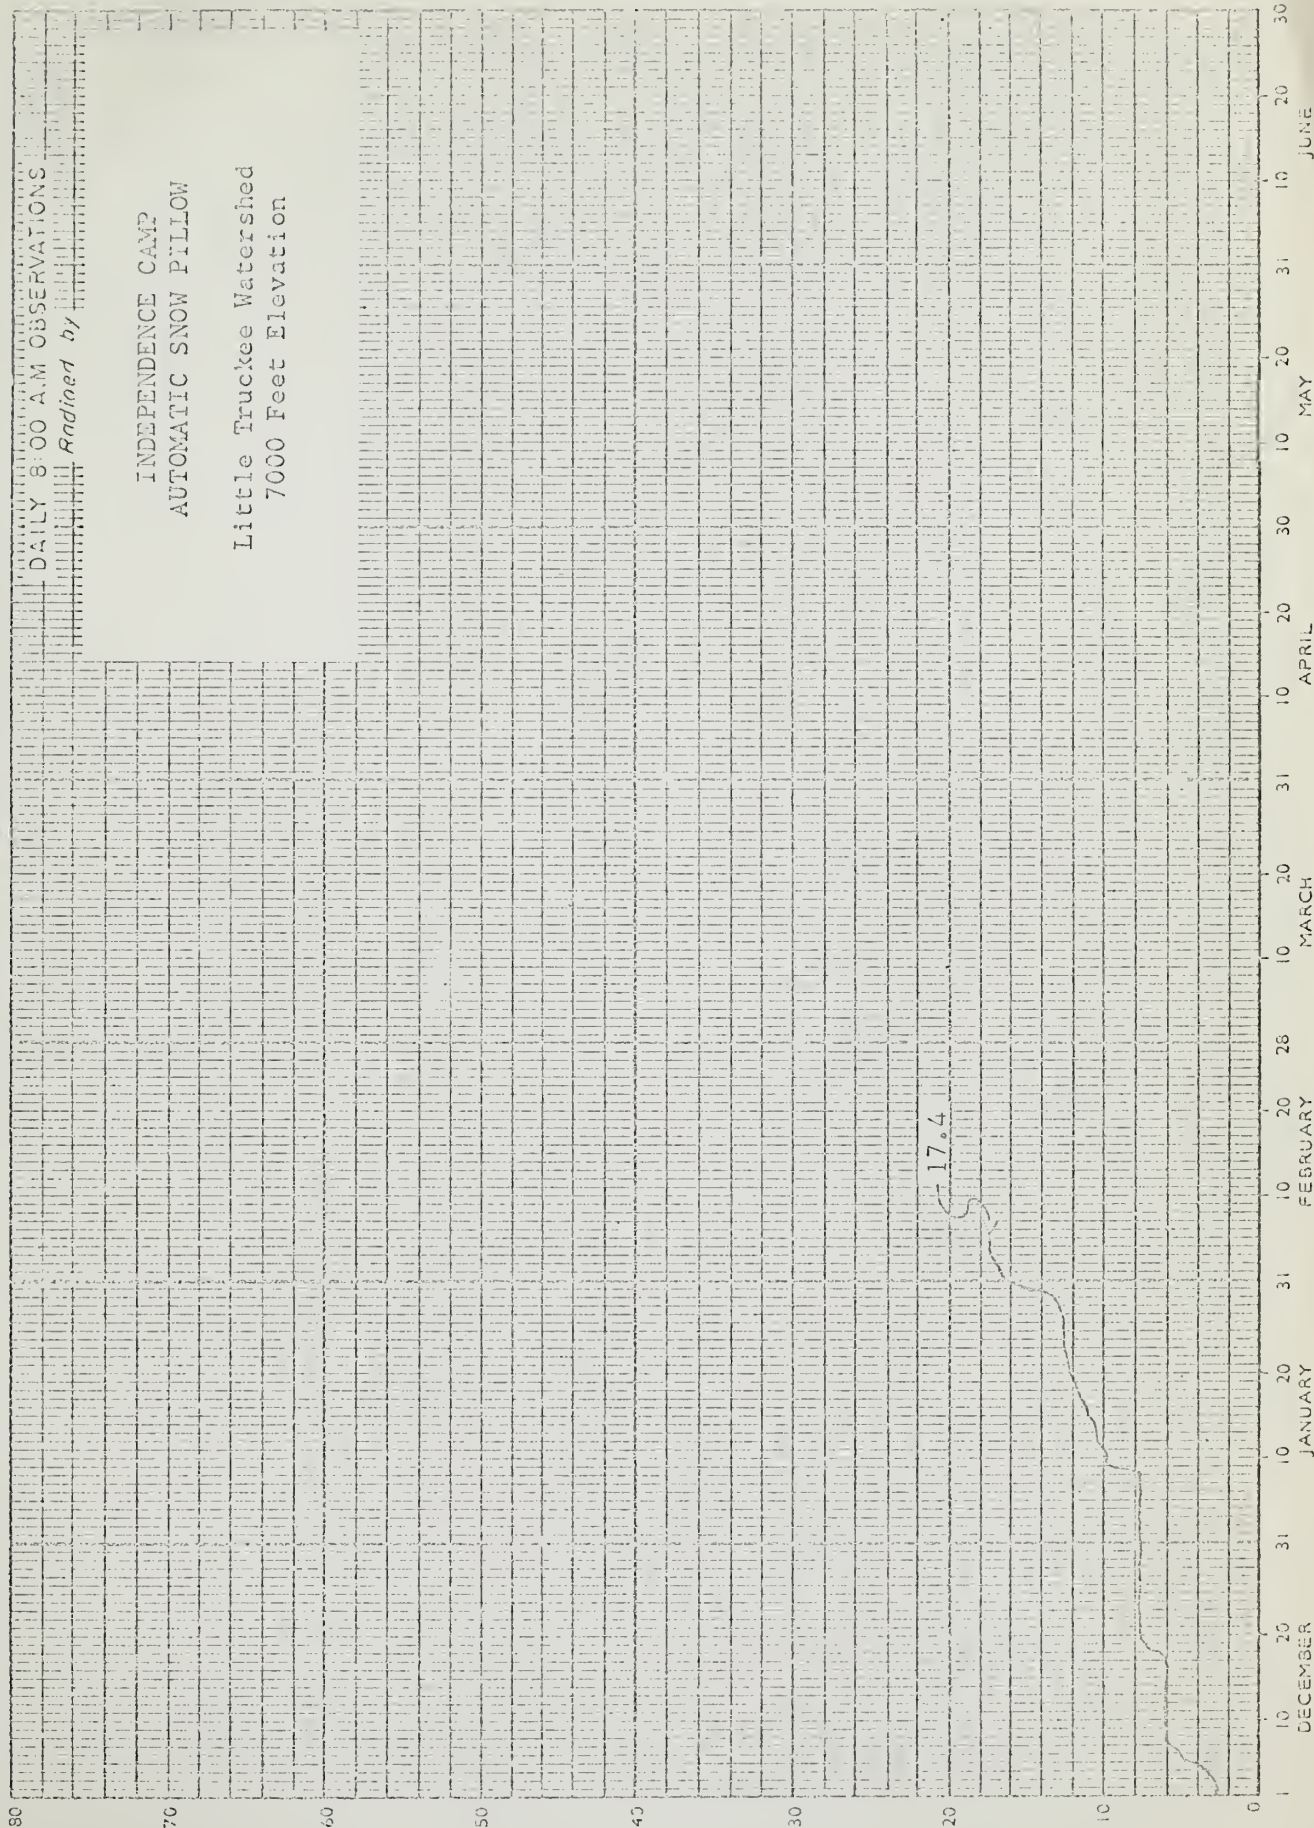 DAILY 8:00 A.M OBSERVATIONS
Radioed by
INDEPENDENCE CAMP
AUTOMATIC SNOW PILLOW
Little Truckee Watershed
7000 Feet Elevation
80
70
60
50
40
30
20
10
0
17.4
1 10 20 31 10 20 31 10 20 28 10 20 31 10 20 30 10 20 31 10 20 30
DECEMBER JANUARY FEBRUARY MARCH APRIL MAY JUNE